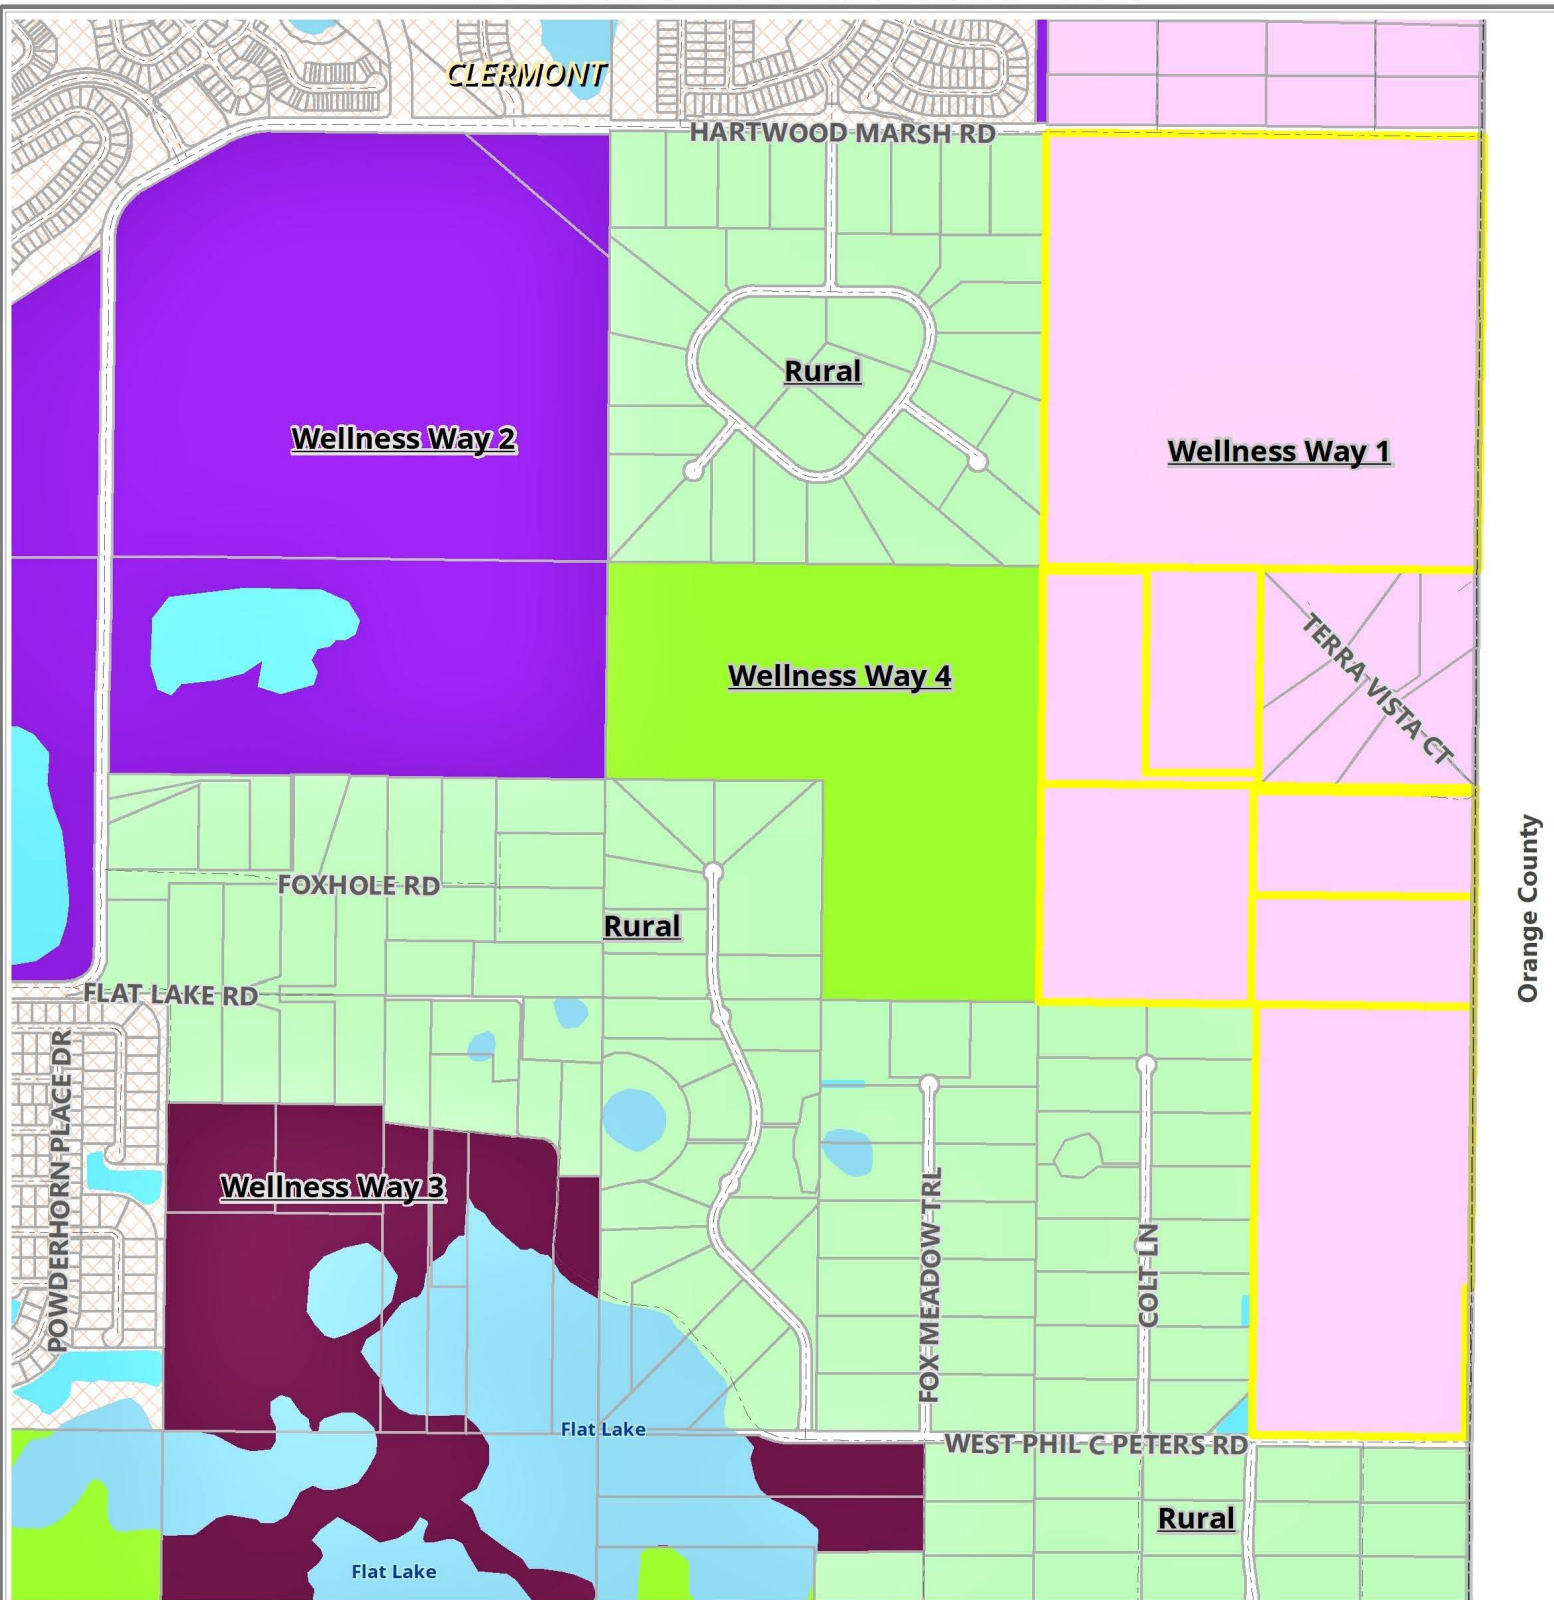 CLERMONT
HARTWOOD MARSH RD
Rural
Wellness Way 2
Wellness Way 1
Wellness Way 4
TERRA VISTA CT
Orange County
FOXHOLE RD
Rural
FLAT LAKE RD
POWDERHORN PLACE DR
Wellness Way 3
FOX MEADOW TRL
COLT LN
Flat Lake
WEST PHIL C PETERS RD
Rural
Flat Lake